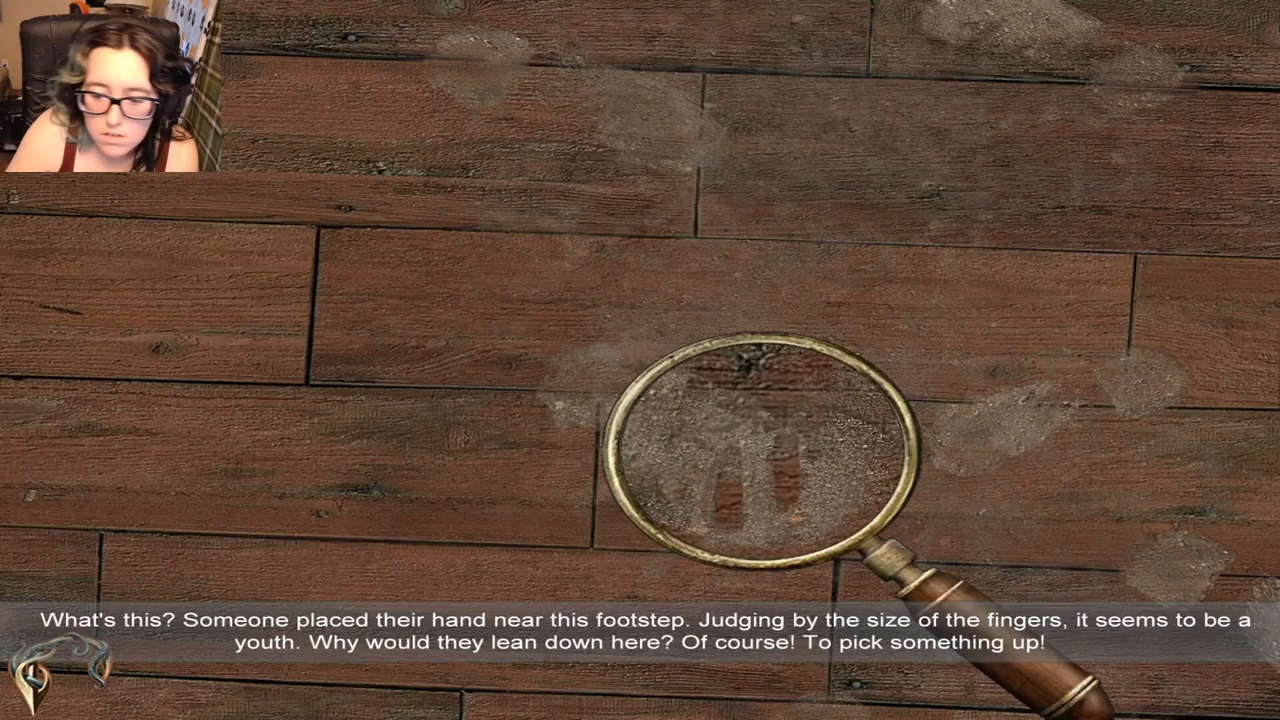 What's this? Someone placed their hand near this footstep. Judging by the size of the fingers, it seems to be a
youth. Why would they lean down here? Of course! To pick something up!